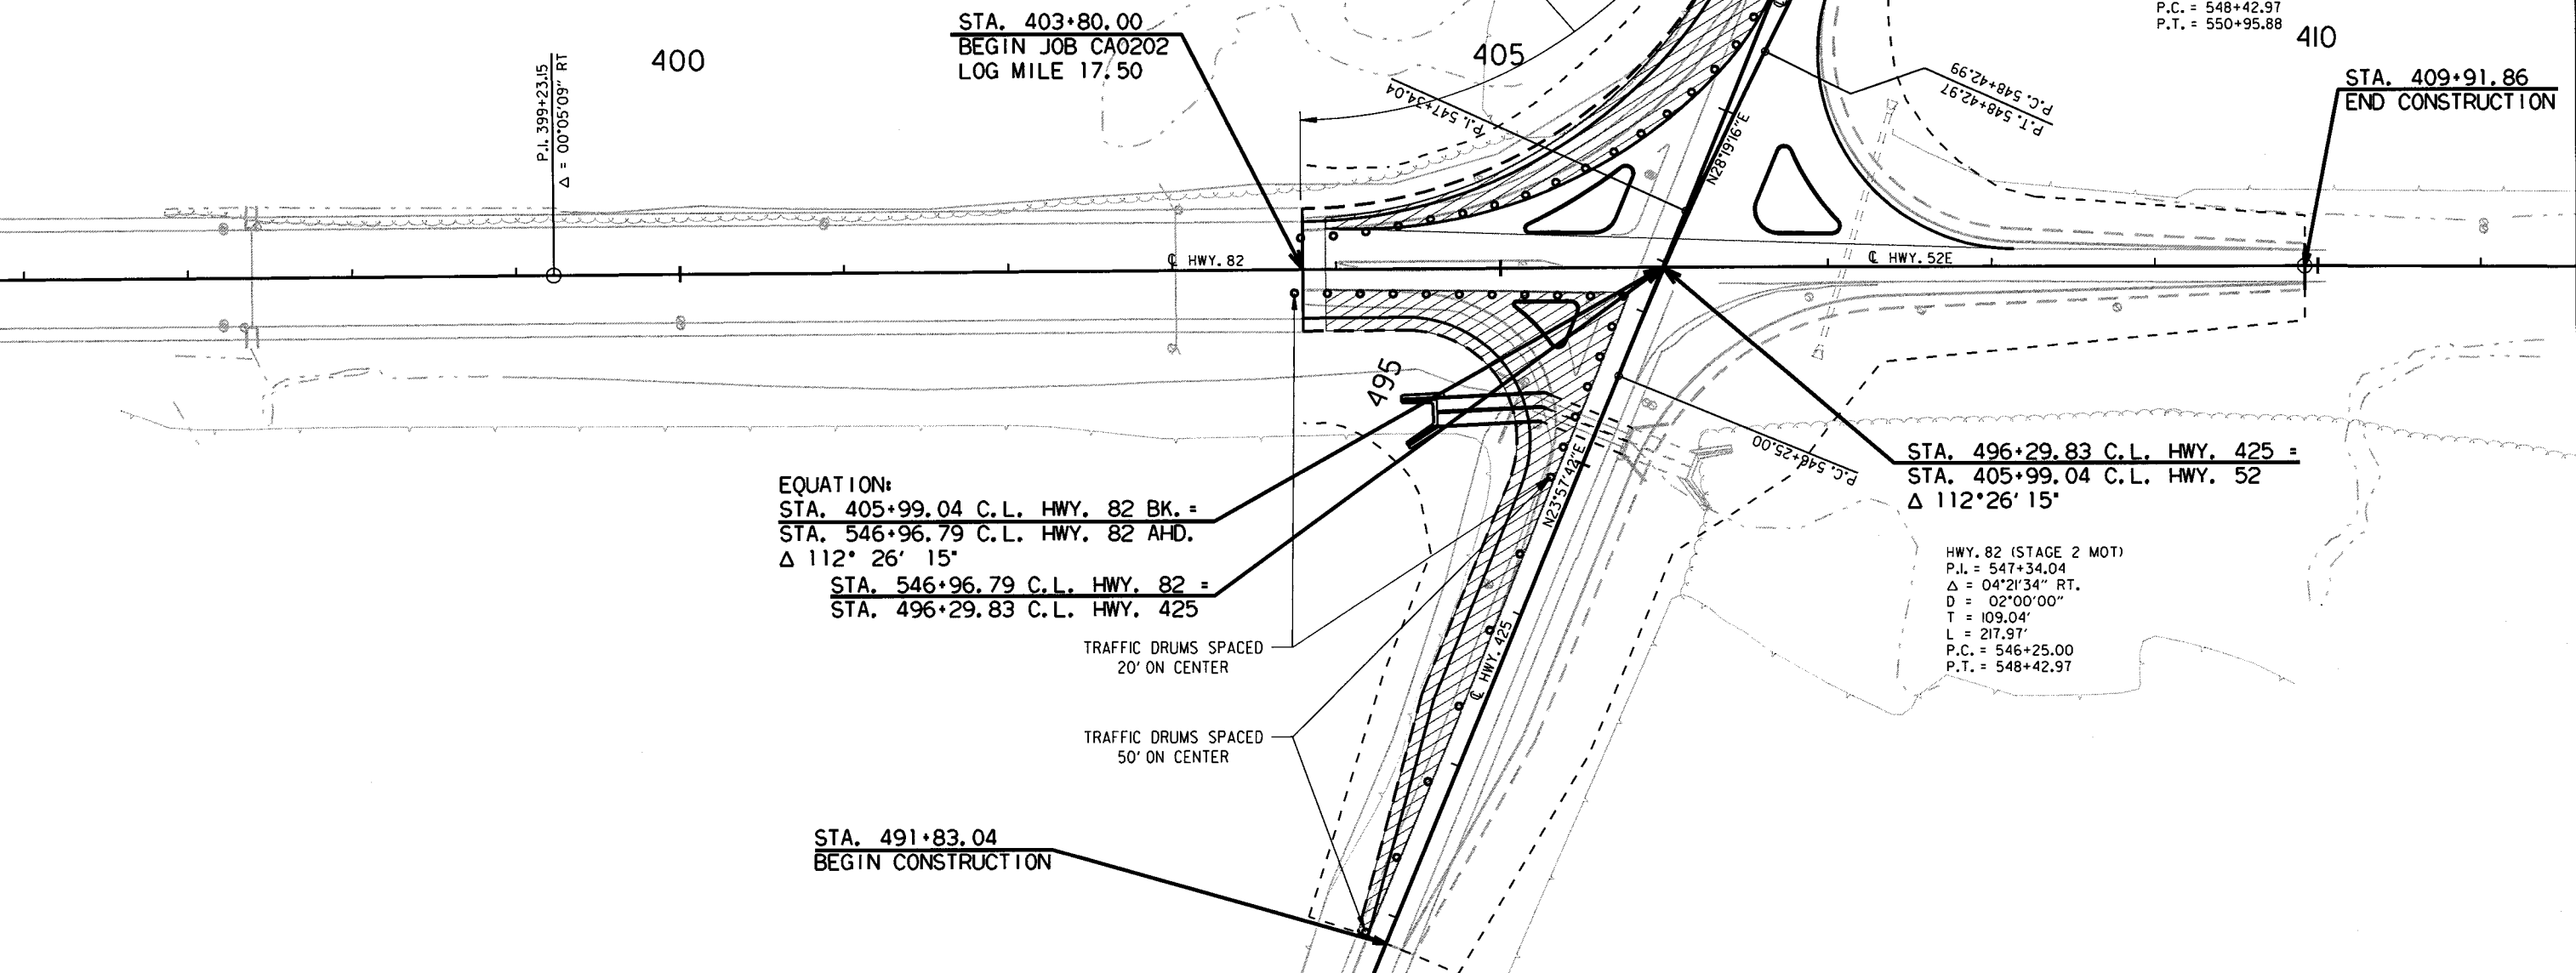 STA. 403+80.00
BEGIN JOB CA0202
LOG MILE 17.50
400
405
410
P.C. = 548+42.97
P.T. = 550+95.88
P.I. 399+23.15
Δ = 00°05'09" RT
P.I. 547+34.04
P.T. 548+42.97
P.C. 548+42.99
STA. 409+91.86
END CONSTRUCTION
N28°19'16"E
℄ HWY. 82
℄ HWY. 52E
495
P.C. 546+25.00
N23°57'42"E
℄ HWY. 425
EQUATION:
STA. 405+99.04 C.L. HWY. 82 BK. =
STA. 546+96.79 C.L. HWY. 82 AHD.
Δ 112° 26' 15"
STA. 546+96.79 C.L. HWY. 82 =
STA. 496+29.83 C.L. HWY. 425
STA. 496+29.83 C.L. HWY. 425 =
STA. 405+99.04 C.L. HWY. 52
Δ 112°26' 15"
HWY. 82 (STAGE 2 MOT)
P.I. = 547+34.04
Δ = 04°21'34" RT.
D = 02°00'00"
T = 109.04'
L = 217.97'
P.C. = 546+25.00
P.T. = 548+42.97
TRAFFIC DRUMS SPACED
20' ON CENTER
TRAFFIC DRUMS SPACED
50' ON CENTER
STA. 491+83.04
BEGIN CONSTRUCTION